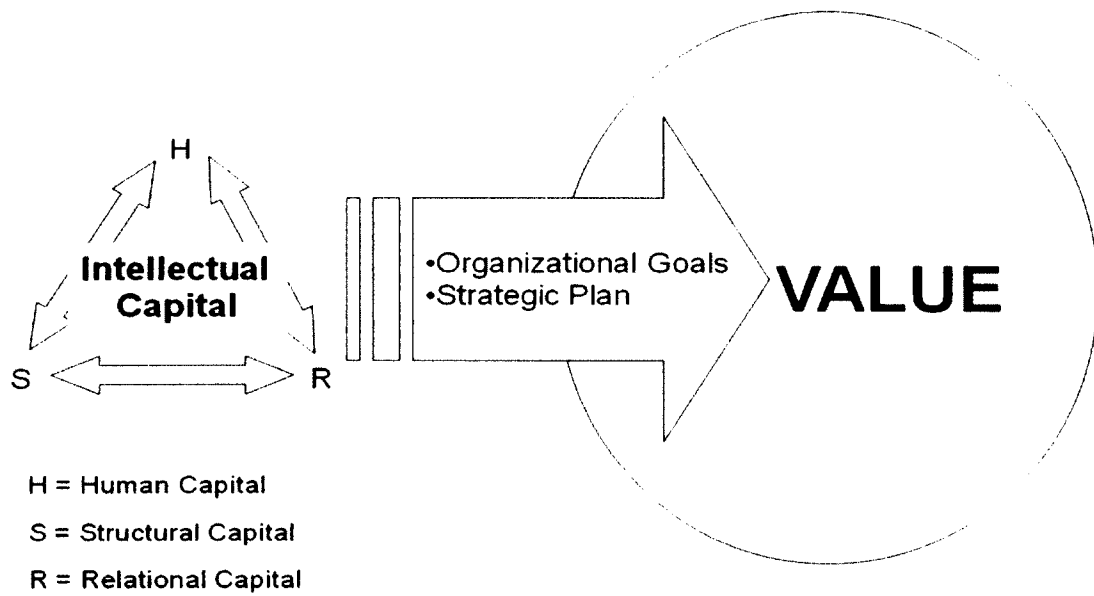 H
Intellectual
Capital
S
R
•Organizational Goals
•Strategic Plan
VALUE
H = Human Capital
S = Structural Capital
R = Relational Capital